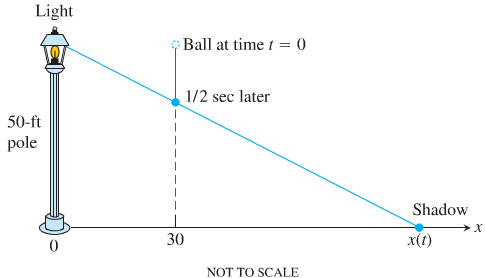 Light
Ball at time t = 0
1/2 sec later
50-ft
pole
Shadow
x
0
30
x(t)
NOT TO SCALE